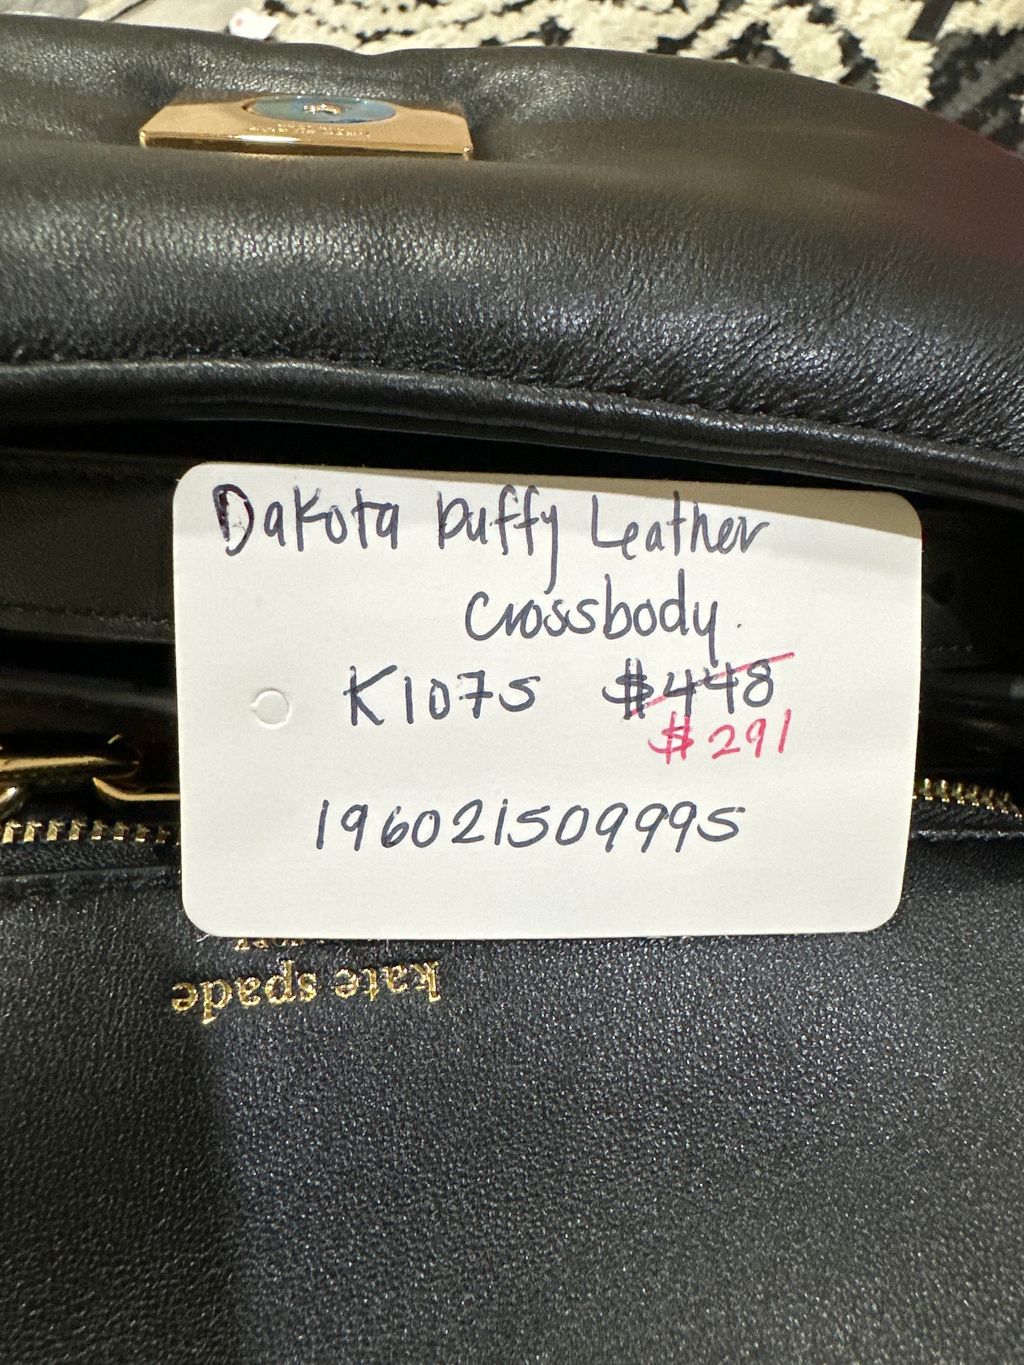 Dakota puffy Leather
crossbody.
K1075 $448
$291
196021509995
kate spade